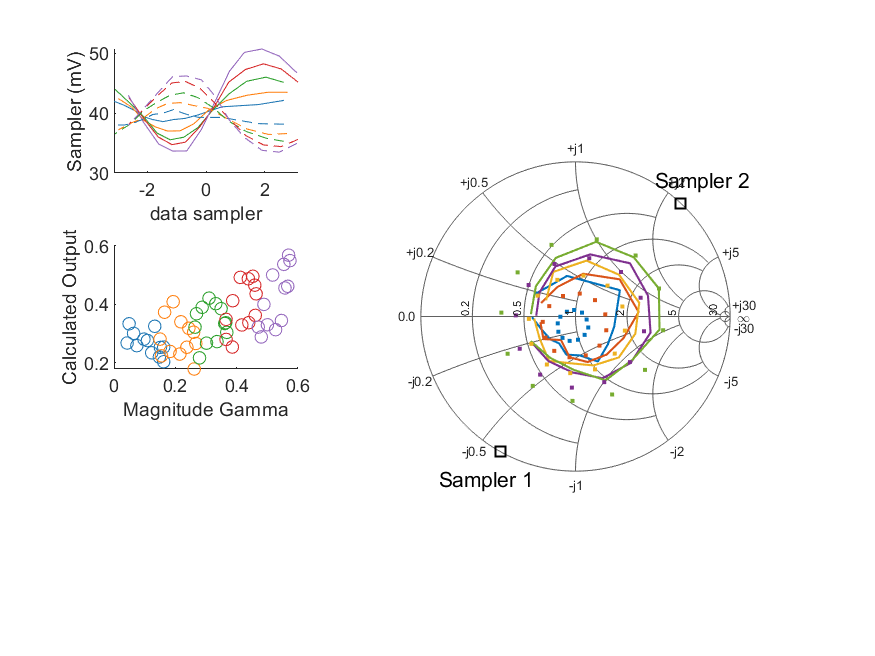 Sampler (mV)
50
40
30
-2
0
2
data sampler
Calculated Output
0.6
0.4
0.2
0
0.2
0.4
0.6
Magnitude Gamma
+j1
+j0.5
Sampler 2
+j0.2
+j5
0.0
0.2
0.5
1
2
5
30
+j30
∞
-j30
-j0.2
-j5
-j0.5
-j2
Sampler 1
-j1